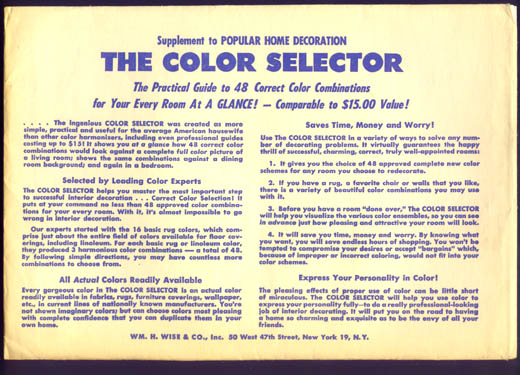 Supplement to POPULAR HOME DECORATION
THE COLOR SELECTOR
The Practical Guide to 48 Correct Color Combinations
for Your Every Room At A GLANCE! — Comparable to $15.00 Value!
. . . . The ingenious COLOR SELECTOR was created as more
simple, practical and useful for the average American housewife
than other color harmonizers, including even professional guides
costing up to $15! It shows you at a glance how 48 correct color
combinations would look against a complete full color picture of
a living room; shows the same combinations against a dining
room background; and again in a bedroom.
Selected by Leading Color Experts
The COLOR SELECTOR helps you master the most important step
to successful interior decoration . . . Correct Color Selection! It
puts at your command no less than 48 approved color combina-
tions for your every room. With it, it's almost impossible to go
wrong in interior decoration.
Our experts started with the 16 basic rug colors, which com-
prise just about the entire field of colors available for floor cov-
erings, including linoleum. For each basic rug or linoleum color,
they produced 3 harmonious color combinations — a total of 48.
By following simple directions, you may have countless more
combinations to choose from.
All Actual Colors Readily Available
Every gorgeous color in The COLOR SELECTOR is an actual color
readily available in fabrics, rugs, furniture coverings, wallpaper,
etc., in current lines of nationally known manufacturers. You're
not shown imaginary colors; but can choose colors most pleasing
with complete confidence that you can duplicate them in your
own home.
Saves Time, Money and Worry!
Use The COLOR SELECTOR in a variety of ways to solve any num-
ber of decorating problems. It virtually guarantees the happy
thrill of successful, charming, correct, truly well-appointed rooms:
1. It gives you the choice of 48 approved complete new color
schemes for any room you choose to redecorate.
2. If you have a rug, a favorite chair or walls that you like,
there is a variety of beautiful color combinations you may use
with it.
3. Before you have a room "done over," The COLOR SELECTOR
will help you visualize the various color assemblies, so you can see
in advance just how pleasing and attractive your room will look.
4. It will save you time, money and worry. By knowing what
you want, you will save endless hours of shopping. You won't be
tempted to compromise your desires or accept "bargains" which,
because of improper or incorrect coloring, would not fit into your
color schemes.
Express Your Personality in Color!
The pleasing effects of proper use of color can be little short
of miraculous. The COLOR SELECTOR will help you use color to
express your personality fully—to do a really professional-looking
job of interior decorating. It will put you on the road to having
a home so charming and exquisite as to be the envy of all your
friends.
WM. H. WISE & CO., Inc. 50 West 47th Street, New York 19, N.Y.